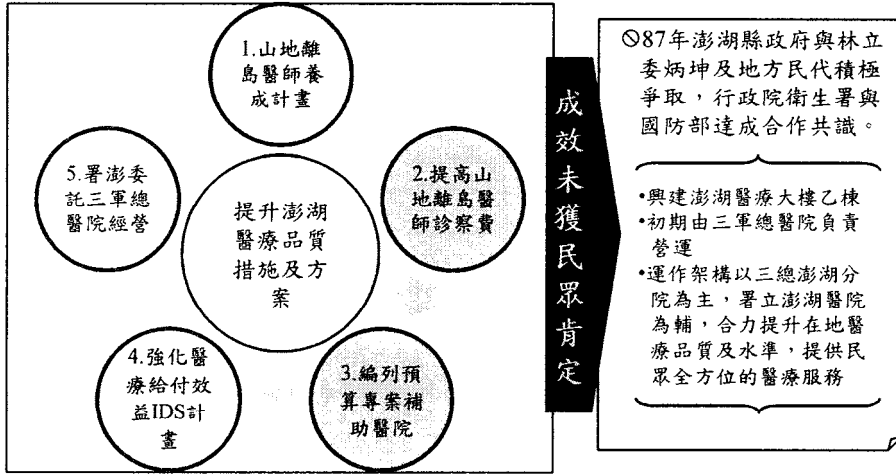 1.山地離
島醫師養
成計畫
5.署澎委
託三軍總
醫院經營
2.提高山
地離島醫
師診察費
提升澎湖
醫療品質
措施及方
案
4.強化醫
療給付效
益IDS計
畫
3.編列預
算專案補
助醫院
成效未獲民眾肯定
⃠87年澎湖縣政府與林立
委炳坤及地方民代積極
爭取，行政院衛生署與
國防部達成合作共識。
•興建澎湖醫療大樓乙棟
•初期由三軍總醫院負責
營運
•運作架構以三總澎湖分
院為主，署立澎湖醫院
為輔，合力提升在地醫
療品質及水準，提供民
眾全方位的醫療服務